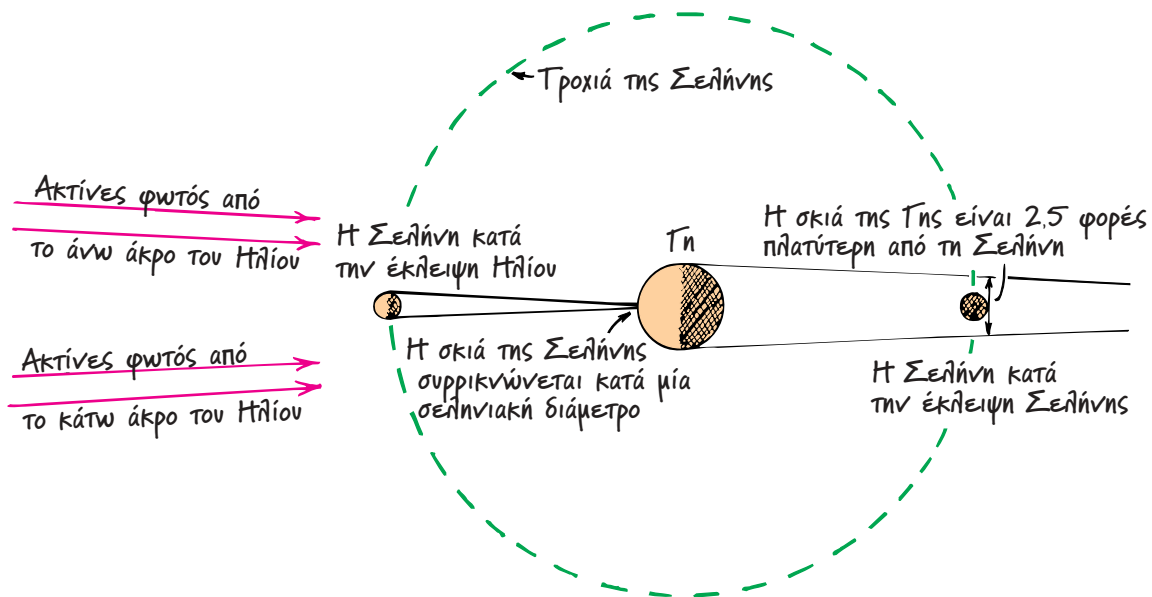 Τροχιά της Σελήνης
Ακτίνες φωτός από
το άνω άκρο του Ηλίου
Η Σελήνη κατά
την έκλειψη Ηλίου
Γη
Η σκιά της Γης είναι 2,5 φορές
πλατύτερη από τη Σελήνη
Ακτίνες φωτός από
το κάτω άκρο του Ηλίου
Η σκιά της Σελήνης
συρρικνώνεται κατά μία
σεληνιακή διάμετρο
Η Σελήνη κατά
την έκλειψη Σελήνης